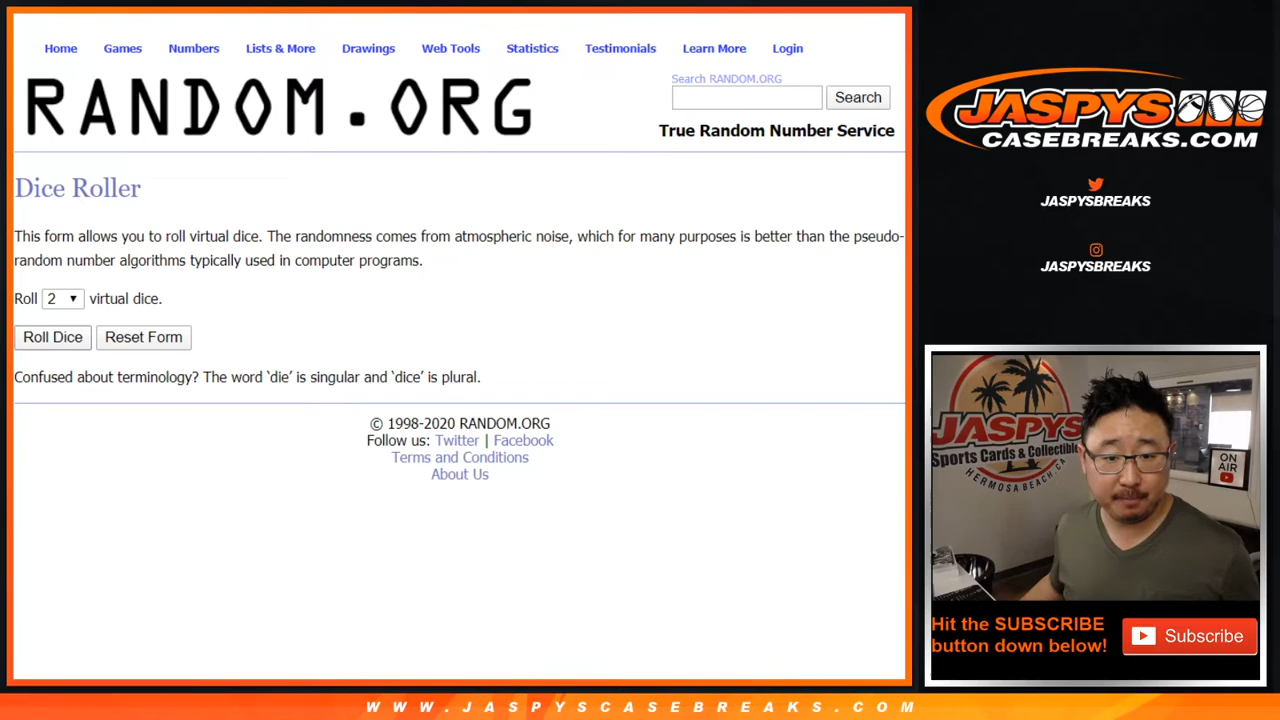 Home Games Numbers Lists & More Drawings Web Tools Statistics Testimonials Learn More Login
RANDOM.ORG
Search RANDOM.ORG
Search
True Random Number Service
Dice Roller
This form allows you to roll virtual dice. The randomness comes from atmospheric noise, which for many purposes is better than the pseudo-
random number algorithms typically used in computer programs.
Roll 2 virtual dice.
Roll Dice Reset Form
Confused about terminology? The word ‘die’ is singular and ‘dice’ is plural.
© 1998-2020 RANDOM.ORG
Follow us: Twitter | Facebook
Terms and Conditions
About Us
JASPYS
CASEBREAKS.COM
JASPYSBREAKS
JASPYSBREAKS
JASPYS
Sports Cards & Collectibles
HERMOSA BEACH, CA
ON
AIR
Hit the SUBSCRIBE
button down below!
Subscribe
WWW.JASPYSCASEBREAKS.COM